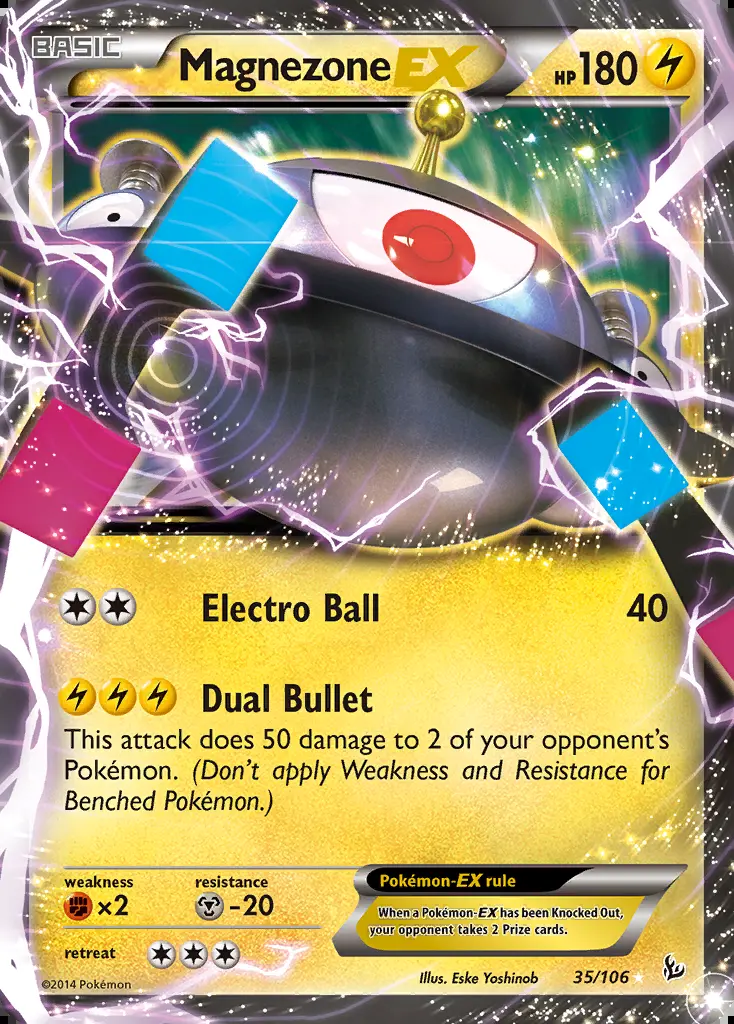 BASIC
Magnezone EX
HP 180
Electro Ball 40
Dual Bullet
This attack does 50 damage to 2 of your opponent's
Pokémon. (Don't apply Weakness and Resistance for
Benched Pokémon.)
weakness
×2
resistance
-20
retreat
Pokémon-EX rule
When a Pokémon-EX has been Knocked Out,
your opponent takes 2 Prize cards.
©2014 Pokémon
Illus. Eske Yoshinob
35/106